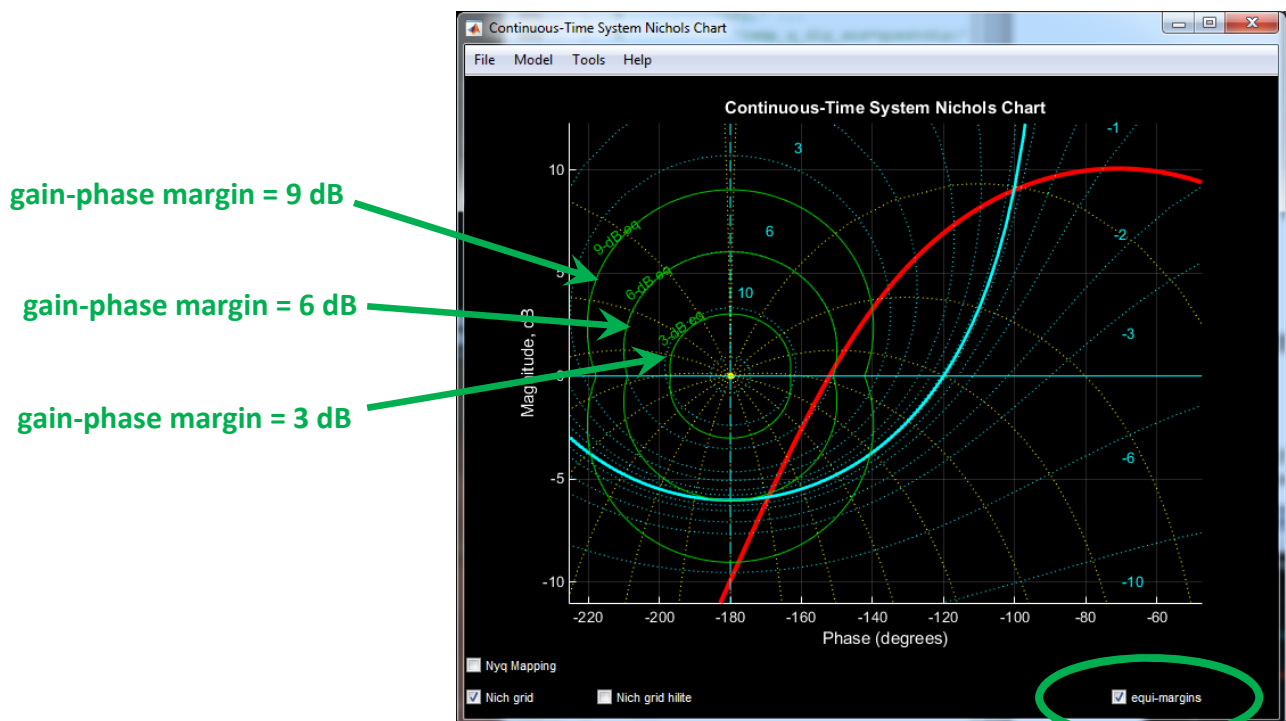 Continuous-Time System Nichols Chart
File Model Tools Help
Continuous-Time System Nichols Chart
gain-phase margin = 9 dB
gain-phase margin = 6 dB
gain-phase margin = 3 dB
Magnitude, dB
10
5
0
-5
-10
9-dB eq
6-dB eq
3-dB eq
3
6
10
-1
-2
-3
-6
-10
-220 -200 -180 -160 -140 -120 -100 -80 -60
Phase (degrees)
Nyq Mapping
Nich grid Nich grid hilite equi-margins